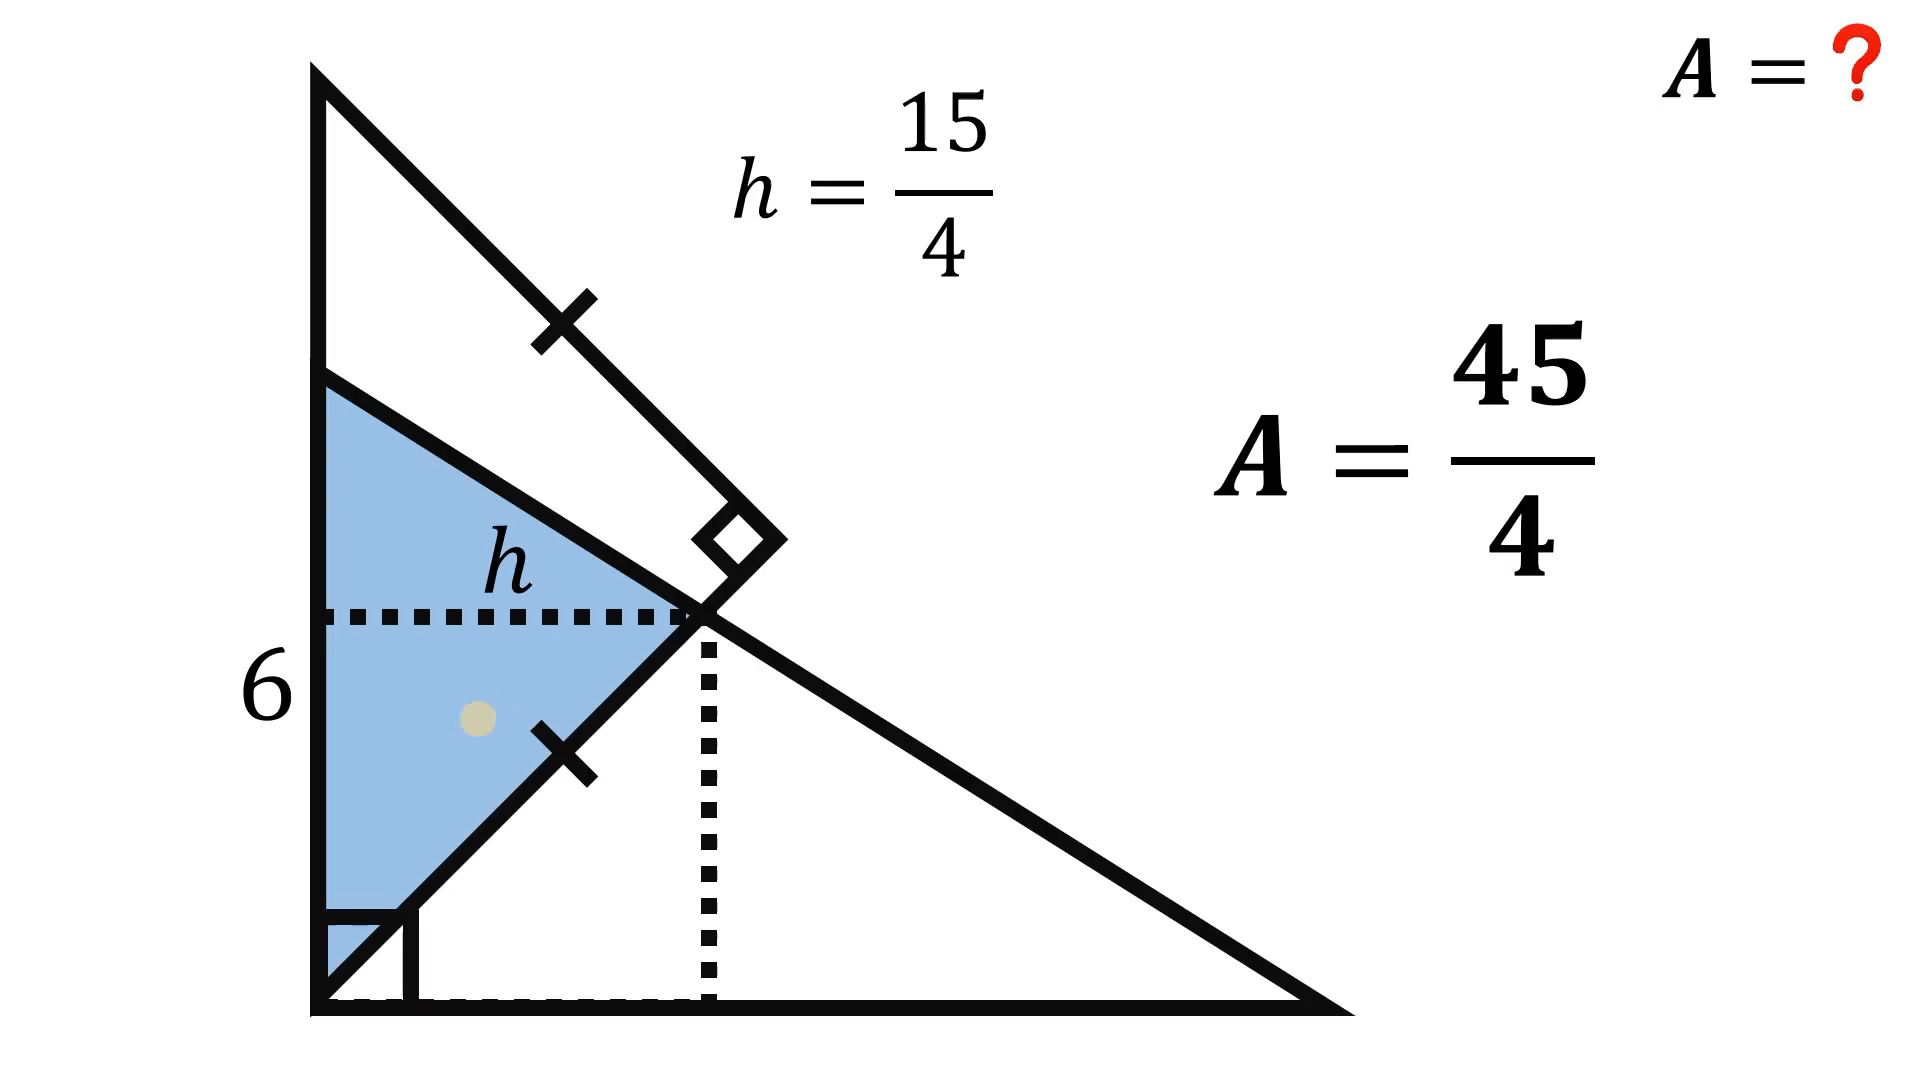 A = ❓
h = 15/4
A = 45/4
h
6